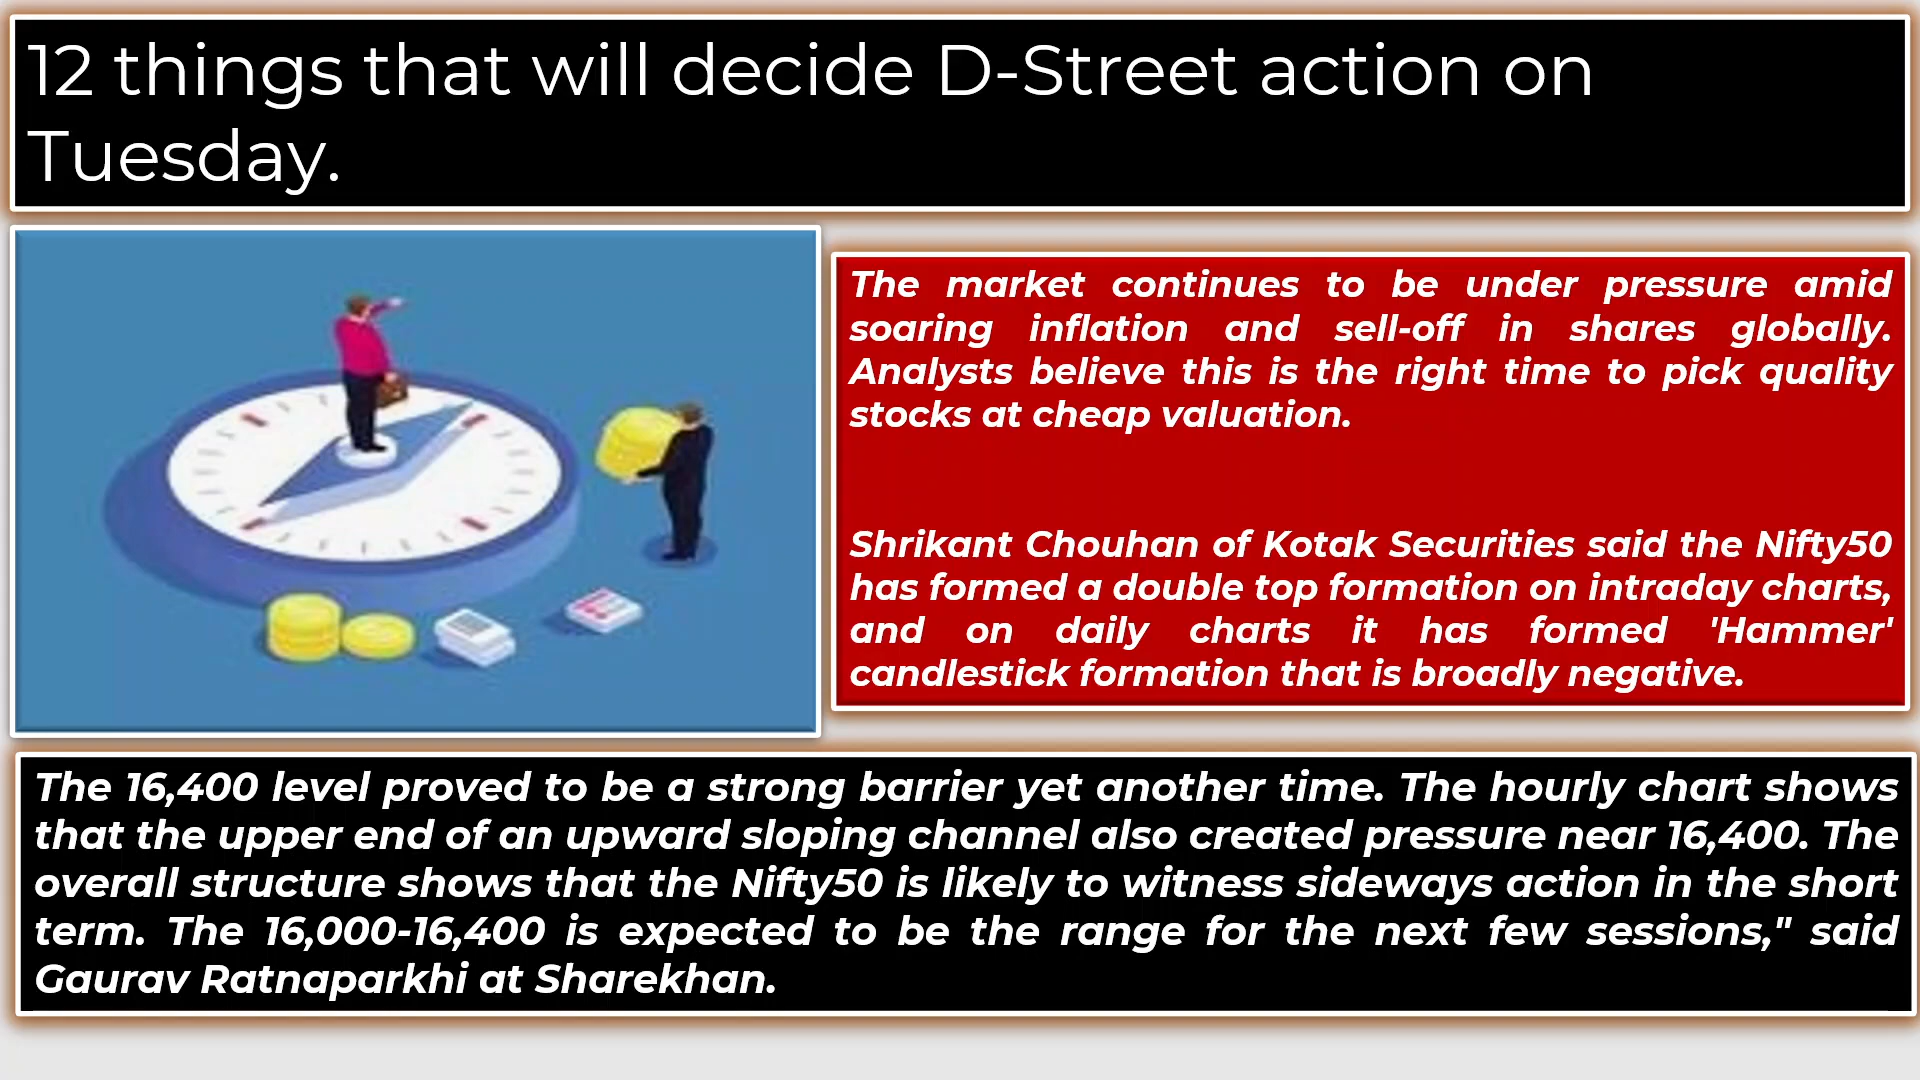 12 things that will decide D-Street action on
Tuesday.
The market continues to be under pressure amid
soaring inflation and sell-off in shares globally.
Analysts believe this is the right time to pick quality
stocks at cheap valuation.
Shrikant Chouhan of Kotak Securities said the Nifty50
has formed a double top formation on intraday charts,
and on daily charts it has formed 'Hammer'
candlestick formation that is broadly negative.
The 16,400 level proved to be a strong barrier yet another time. The hourly chart shows
that the upper end of an upward sloping channel also created pressure near 16,400. The
overall structure shows that the Nifty50 is likely to witness sideways action in the short
term. The 16,000-16,400 is expected to be the range for the next few sessions," said
Gaurav Ratnaparkhi at Sharekhan.